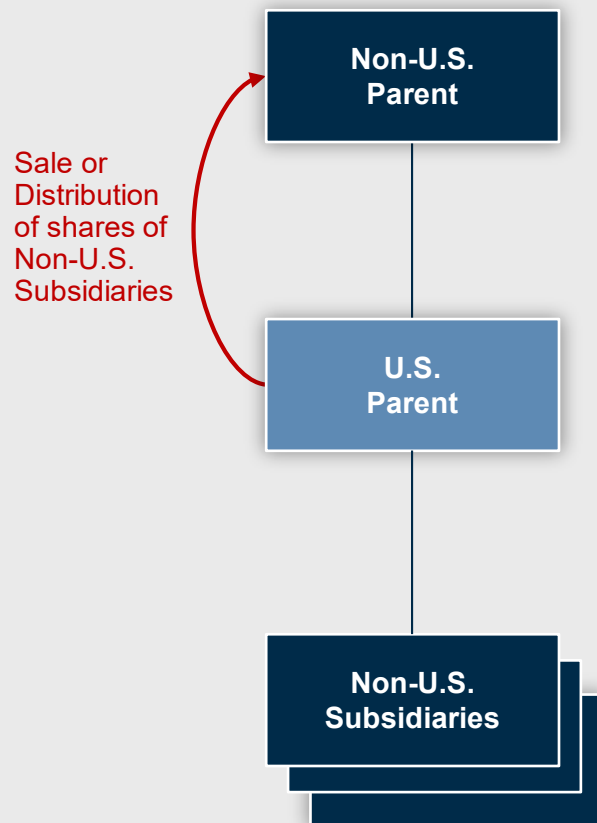 Non-U.S.
Parent
Sale or
Distribution
of shares of
Non-U.S.
Subsidiaries
U.S.
Parent
Non-U.S.
Subsidiaries